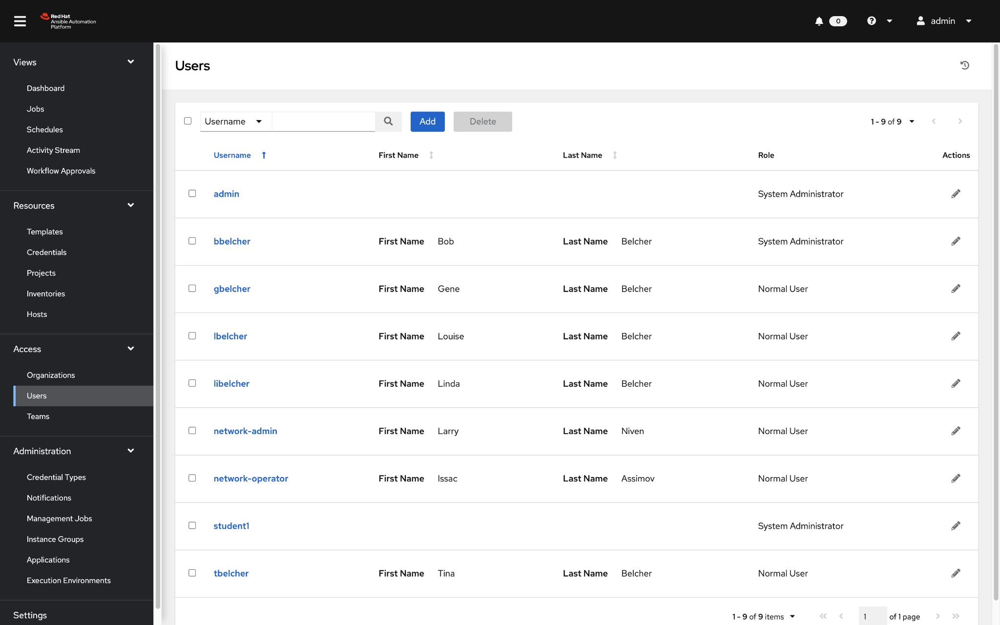 Red Hat
Ansible Automation
Platform
0
admin
Views
Dashboard
Jobs
Schedules
Activity Stream
Workflow Approvals
Resources
Templates
Credentials
Projects
Inventories
Hosts
Access
Organizations
Users
Teams
Administration
Credential Types
Notifications
Management Jobs
Instance Groups
Applications
Execution Environments
Settings
Users
Username Add Delete 1 - 9 of 9
Username First Name Last Name Role Actions
admin System Administrator
bbelcher First Name Bob Last Name Belcher System Administrator
gbelcher First Name Gene Last Name Belcher Normal User
lbelcher First Name Louise Last Name Belcher Normal User
libelcher First Name Linda Last Name Belcher Normal User
network-admin First Name Larry Last Name Niven Normal User
network-operator First Name Issac Last Name Assimov Normal User
student1 System Administrator
tbelcher First Name Tina Last Name Belcher Normal User
1 - 9 of 9 items 1 of 1 page